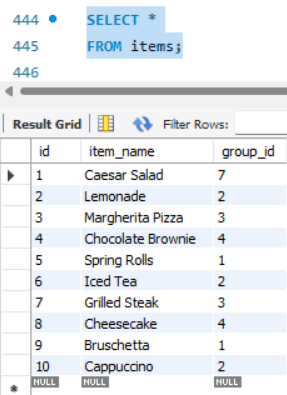 444 SELECT *
445 FROM items;
446
Result Grid Filter Rows:
id item_name group_id
1 Caesar Salad 7
2 Lemonade 2
3 Margherita Pizza 3
4 Chocolate Brownie 4
5 Spring Rolls 1
6 Iced Tea 2
7 Grilled Steak 3
8 Cheesecake 4
9 Bruschetta 1
10 Cappuccino 2
NULL NULL NULL